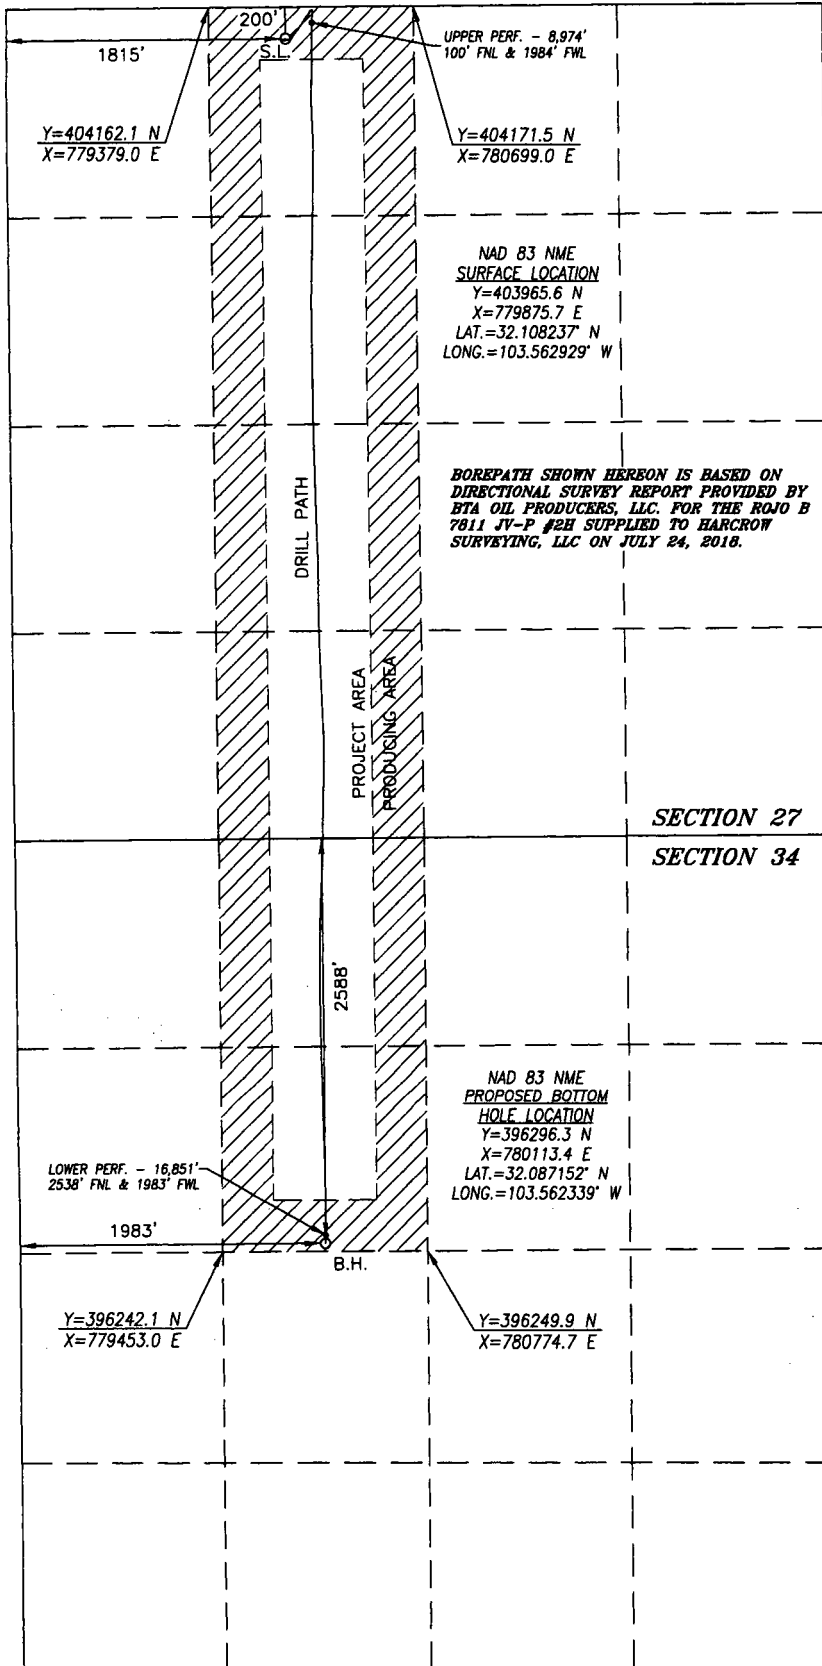 200'
1815'
S.L.
UPPER PERF. - 8,974'
100' FNL & 1984' FWL
Y=404162.1 N
X=779379.0 E
Y=404171.5 N
X=780699.0 E
NAD 83 NME
SURFACE LOCATION
Y=403965.6 N
X=779875.7 E
LAT.=32.108237° N
LONG.=103.562929° W
BOREPATH SHOWN HEREON IS BASED ON
DIRECTIONAL SURVEY REPORT PROVIDED BY
BTA OIL PRODUCERS, LLC. FOR THE ROJO B
7811 JV-P #2H SUPPLIED TO HARCROW
SURVEYING, LLC ON JULY 24, 2018.
DRILL PATH
PROJECT AREA
PRODUCING AREA
SECTION 27
SECTION 34
2588'
NAD 83 NME
PROPOSED BOTTOM
HOLE LOCATION
Y=396296.3 N
X=780113.4 E
LAT.=32.087152° N
LONG.=103.562339° W
LOWER PERF. - 16,851'
2538' FNL & 1983' FWL
1983'
B.H.
Y=396242.1 N
X=779453.0 E
Y=396249.9 N
X=780774.7 E